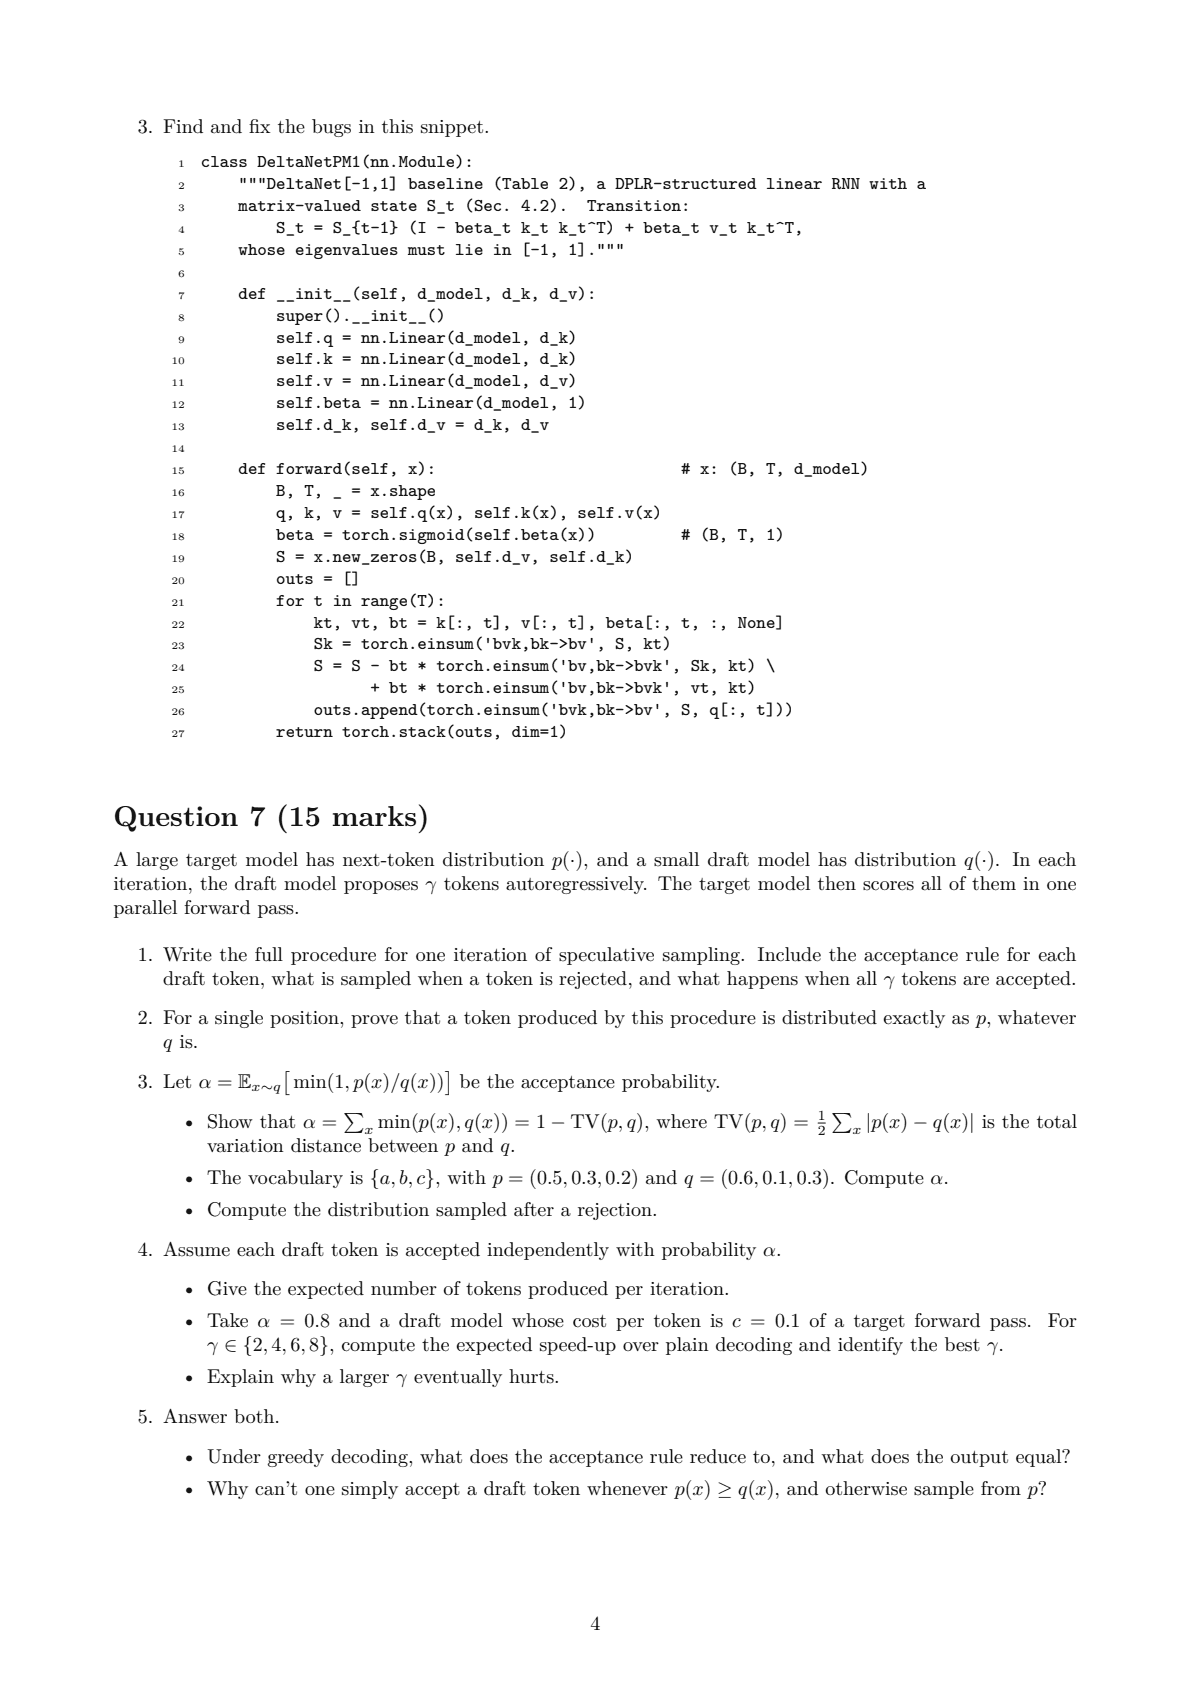 3. Find and fix the bugs in this snippet.
1 class DeltaNetPM1(nn.Module):
2     """DeltaNet[-1,1] baseline (Table 2), a DPLR-structured linear RNN with a
3     matrix-valued state S_t (Sec. 4.2).  Transition:
4         S_t = S_{t-1} (I - beta_t k_t k_t^T) + beta_t v_t k_t^T,
5     whose eigenvalues must lie in [-1, 1]."""
6
7     def __init__(self, d_model, d_k, d_v):
8         super().__init__()
9         self.q = nn.Linear(d_model, d_k)
10         self.k = nn.Linear(d_model, d_k)
11         self.v = nn.Linear(d_model, d_v)
12         self.beta = nn.Linear(d_model, 1)
13         self.d_k, self.d_v = d_k, d_v
14
15     def forward(self, x):                          # x: (B, T, d_model)
16         B, T, _ = x.shape
17         q, k, v = self.q(x), self.k(x), self.v(x)
18         beta = torch.sigmoid(self.beta(x))         # (B, T, 1)
19         S = x.new_zeros(B, self.d_v, self.d_k)
20         outs = []
21         for t in range(T):
22             kt, vt, bt = k[:, t], v[:, t], beta[:, t, :, None]
23             Sk = torch.einsum('bvk,bk->bv', S, kt)
24             S = S - bt * torch.einsum('bv,bk->bvk', Sk, kt) \
25                   + bt * torch.einsum('bv,bk->bvk', vt, kt)
26             outs.append(torch.einsum('bvk,bk->bv', S, q[:, t]))
27         return torch.stack(outs, dim=1)
Question 7 (15 marks)
A large target model has next-token distribution p(·), and a small draft model has distribution q(·). In each
iteration, the draft model proposes γ tokens autoregressively. The target model then scores all of them in one
parallel forward pass.
1. Write the full procedure for one iteration of speculative sampling. Include the acceptance rule for each
draft token, what is sampled when a token is rejected, and what happens when all γ tokens are accepted.
2. For a single position, prove that a token produced by this procedure is distributed exactly as p, whatever
q is.
3. Let α = 𝔼ₓ∼q[min(1, p(x)/q(x))] be the acceptance probability.
• Show that α = ∑ₓ min(p(x), q(x)) = 1 − TV(p, q), where TV(p, q) = ½ ∑ₓ |p(x) − q(x)| is the total
variation distance between p and q.
• The vocabulary is {a, b, c}, with p = (0.5, 0.3, 0.2) and q = (0.6, 0.1, 0.3). Compute α.
• Compute the distribution sampled after a rejection.
4. Assume each draft token is accepted independently with probability α.
• Give the expected number of tokens produced per iteration.
• Take α = 0.8 and a draft model whose cost per token is c = 0.1 of a target forward pass. For
γ ∈ {2, 4, 6, 8}, compute the expected speed-up over plain decoding and identify the best γ.
• Explain why a larger γ eventually hurts.
5. Answer both.
• Under greedy decoding, what does the acceptance rule reduce to, and what does the output equal?
• Why can't one simply accept a draft token whenever p(x) ≥ q(x), and otherwise sample from p?
4